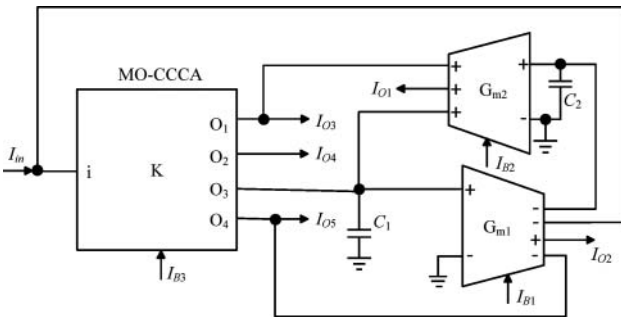 MO-CCCA
I_in
i
K
O_1
O_2
O_3
O_4
I_B3
I_O3
I_O4
I_O5
C_1
I_O1
+
+
+
G_m2
+
-
C_2
I_B2
+
-
G_m1
-
-
+
-
I_O2
I_B1